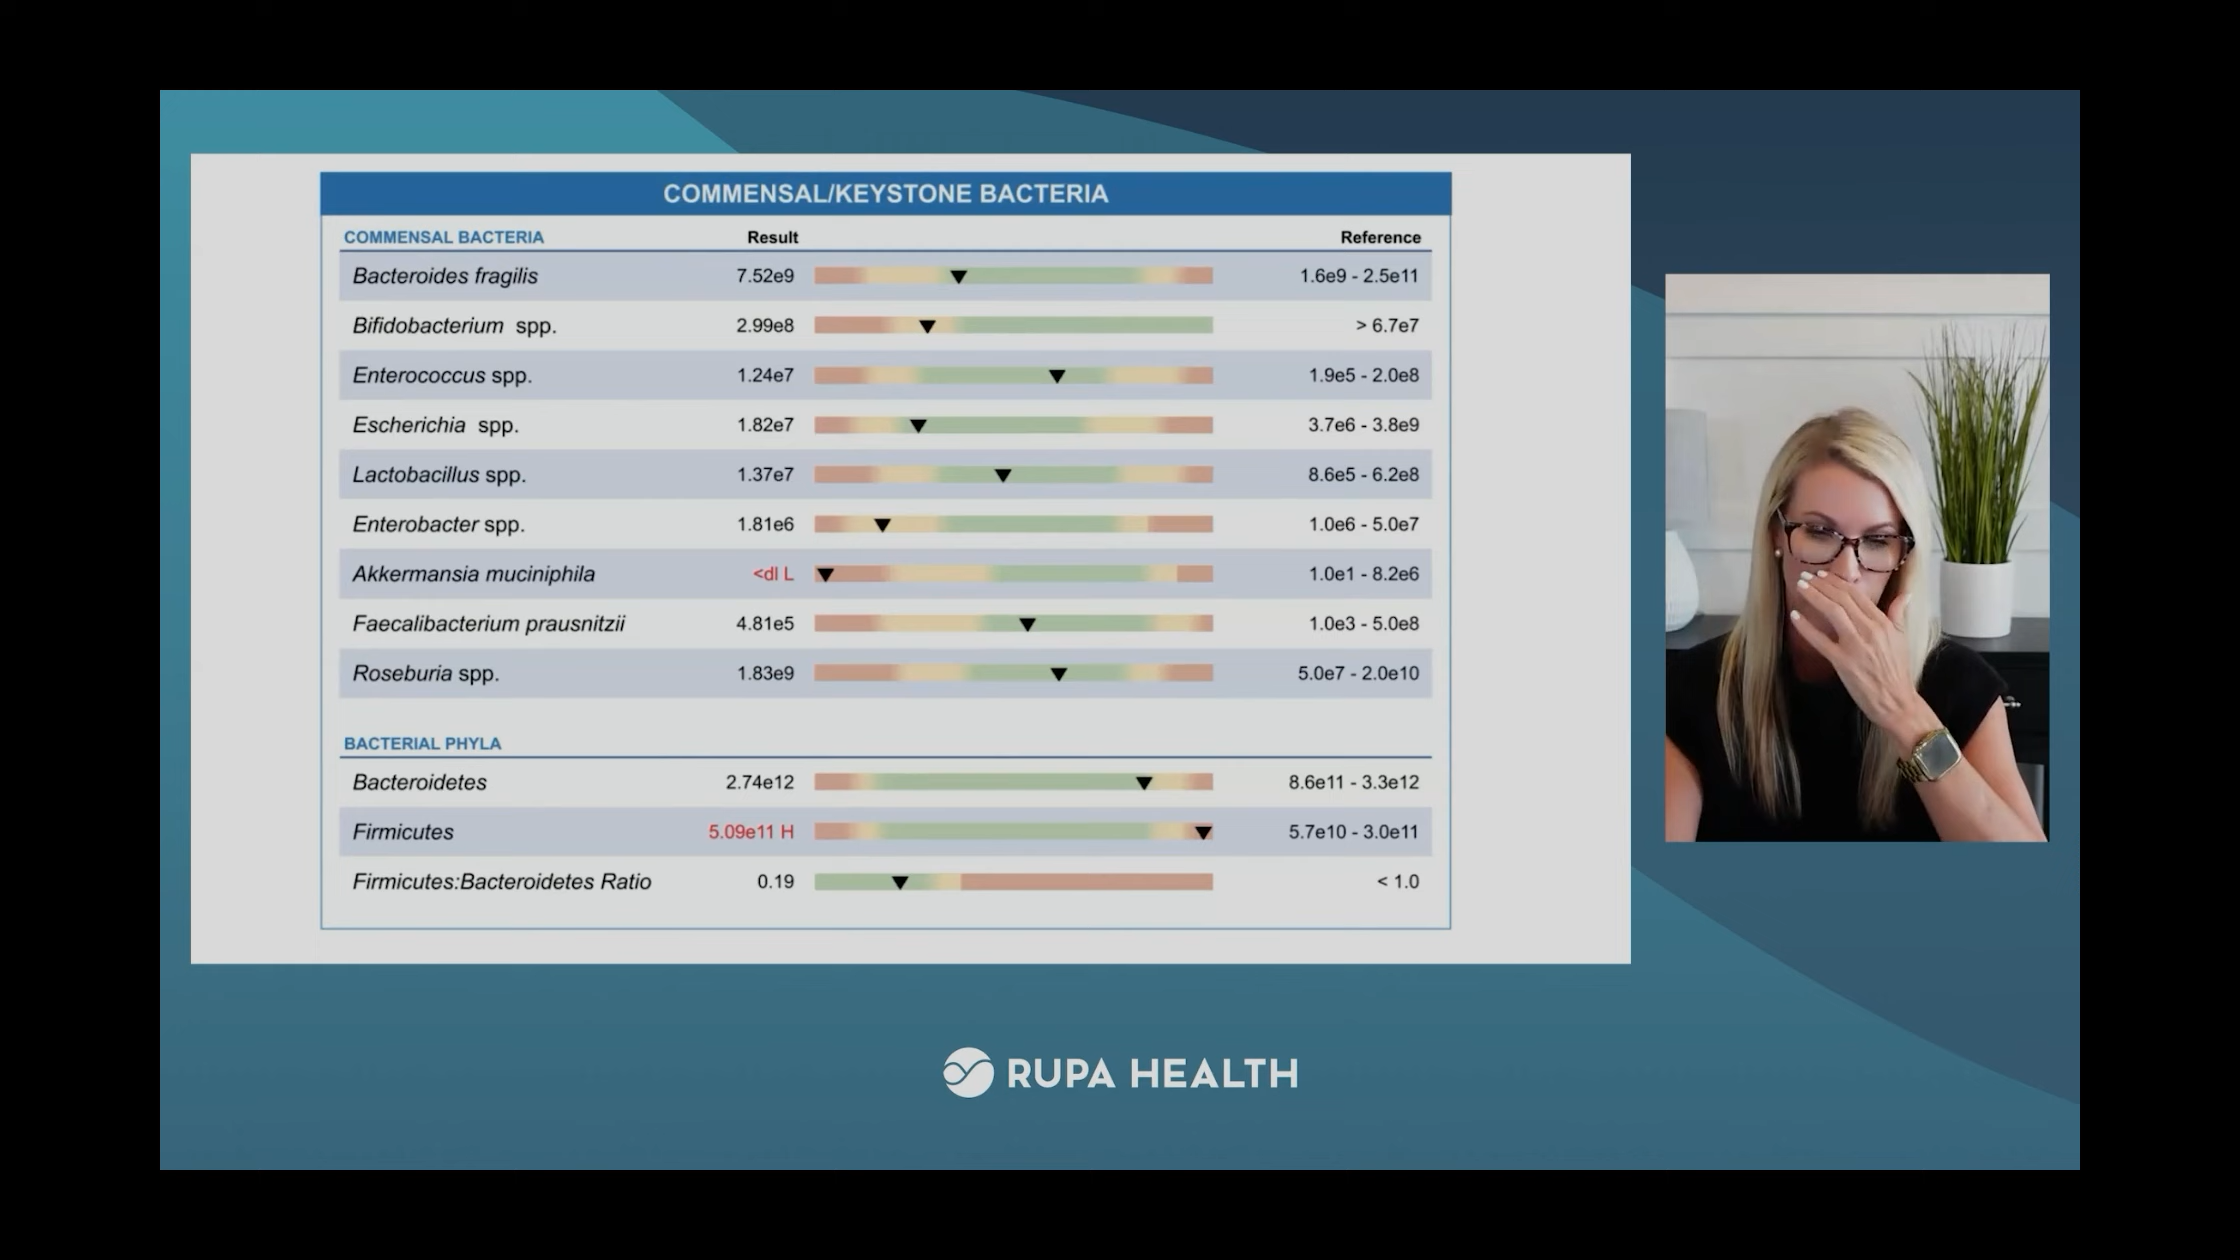 COMMENSAL/KEYSTONE BACTERIA
COMMENSAL BACTERIA Result Reference
Bacteroides fragilis 7.52e9 1.6e9 - 2.5e11
Bifidobacterium spp. 2.99e8 > 6.7e7
Enterococcus spp. 1.24e7 1.9e5 - 2.0e8
Escherichia spp. 1.82e7 3.7e6 - 3.8e9
Lactobacillus spp. 1.37e7 8.6e5 - 6.2e8
Enterobacter spp. 1.81e6 1.0e6 - 5.0e7
Akkermansia muciniphila <dl L 1.0e1 - 8.2e6
Faecalibacterium prausnitzii 4.81e5 1.0e3 - 5.0e8
Roseburia spp. 1.83e9 5.0e7 - 2.0e10
BACTERIAL PHYLA
Bacteroidetes 2.74e12 8.6e11 - 3.3e12
Firmicutes 5.09e11 H 5.7e10 - 3.0e11
Firmicutes:Bacteroidetes Ratio 0.19 < 1.0
RUPA HEALTH